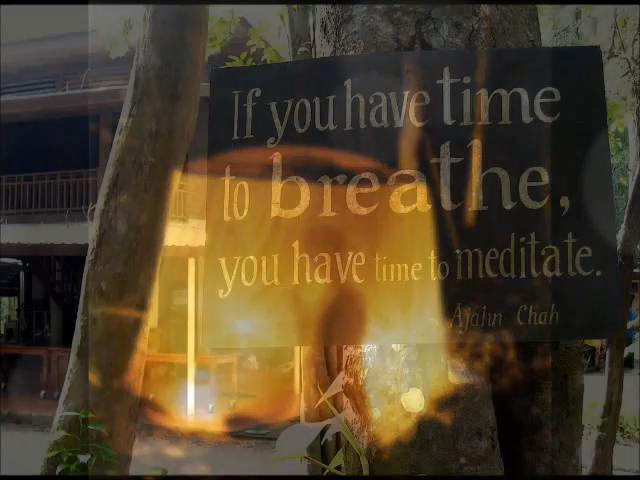 If you have time
to breathe,
you have time to meditate.
Ajahn Chah